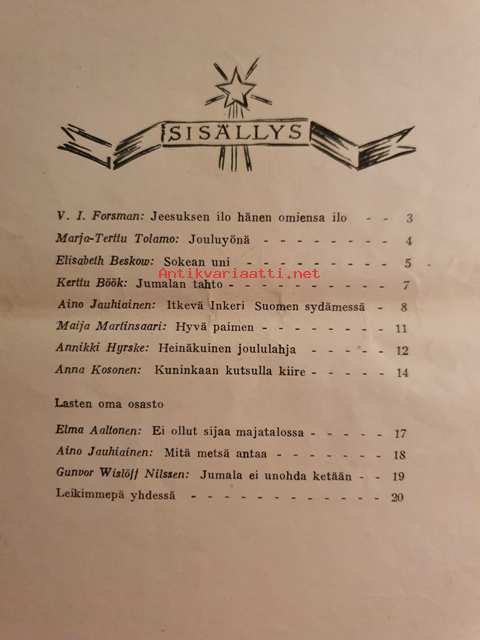 SISÄLLYS
V. I. Forsman: Jeesuksen ilo hänen omiensa ilo - - 3
Marja-Terttu Tolamo: Jouluyönä - - - - - - - - 4
Elisabeth Beskow: Sokean uni - - - - - - - - - 5
Antikvariaatti.net
Kerttu Böök: Jumalan tahto - - - - - - - - - - 7
Aino Jauhiainen: Itkevä Inkeri Suomen sydämessä - 8
Maija Martinsaari: Hyvä paimen - - - - - - - - 11
Annikki Hyrske: Heinäkuinen joululahja - - - - - 12
Anna Kosonen: Kuninkaan kutsulla kiire - - - - - 14
Lasten oma osasto
Elma Aaltonen: Ei ollut sijaa majatalossa - - - - - 17
Aino Jauhiainen: Mitä metsä antaa - - - - - - - 18
Gunvor Wislöff Nilssen: Jumala ei unohda ketään - - 19
Leikimmepä yhdessä - - - - - - - - - - - - 20